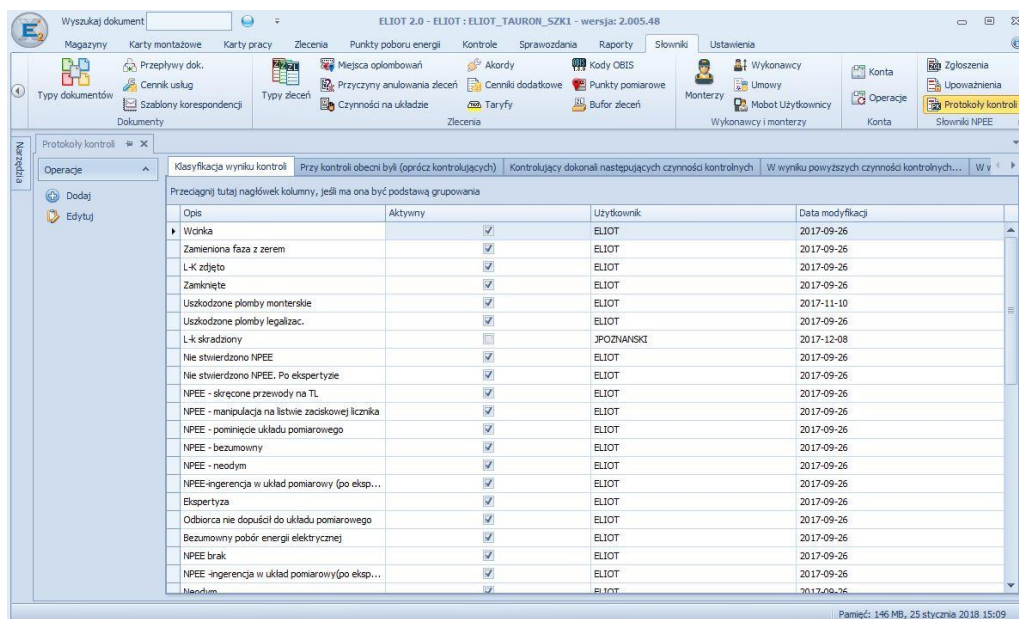 Wyszukaj dokument
ELIOT 2.0 - ELIOT : ELIOT_TAURON_SZK1 - wersja: 2.005.48
Magazyny Karty montażowe Karty pracy Zlecenia Punkty poboru energii Kontrole Sprawozdania Raporty Słowniki Ustawienia
Typy dokumentów
Przepływy dok.
Cennik usług
Szablony korespondencji
Dokumenty
Typy zleceń
Miejsca oplombowań
Przyczyny anulowania zleceń
Czynności na układzie
Akordy
Cenniki dodatkowe
Taryfy
Kody OBIS
Punkty pomiarowe
Bufor zleceń
Zlecenia
Monterzy
Wykonawcy
Umowy
Mobot Użytkownicy
Wykonawcy i monterzy
Konta
Operacje
Konta
Zgłoszenia
Upoważnienia
Protokoły kontroli
Słowniki NPEE
Narzędzia
Protokoły kontroli
Operacje
Dodaj
Edytuj
Klasyfikacja wyniku kontroli Przy kontroli obecni byli (oprócz kontrolujących) Kontrolujący dokonali następujących czynności kontrolnych W wyniku powyższych czynności kontrolnych... W v
Przeciągnij tutaj nagłówek kolumny, jeśli ma ona być podstawą grupowania
Opis Aktywny Użytkownik Data modyfikacji
Wcinka ELIOT 2017-09-26
Zamieniona faza z zerem ELIOT 2017-09-26
L-K zdjęto ELIOT 2017-09-26
Zamknięte ELIOT 2017-09-26
Uszkodzone plomby monterskie ELIOT 2017-11-10
Uszkodzone plomby legalizac. ELIOT 2017-09-26
L-k skradziony JPOZNANSKI 2017-12-08
Nie stwierdzono NPEE ELIOT 2017-09-26
Nie stwierdzono NPEE. Po ekspertyzie ELIOT 2017-09-26
NPEE - skręcone przewody na TL ELIOT 2017-09-26
NPEE - manipulacja na listwie zaciskowej licznika ELIOT 2017-09-26
NPEE - pominięcie układu pomiarowego ELIOT 2017-09-26
NPEE - bezumowny ELIOT 2017-09-26
NPEE - neodym ELIOT 2017-09-26
NPEE-ingerencja w układ pomiarowy (po eksp... ELIOT 2017-09-26
Ekspertyza ELIOT 2017-09-26
Odbiorca nie dopuścił do układu pomiarowego ELIOT 2017-09-26
Bezumowny pobór energii elektrycznej ELIOT 2017-09-26
NPEE brak ELIOT 2017-09-26
NPEE -ingerencja w układ pomiarowy(po eksp... ELIOT 2017-09-26
Neodym ELIOT 2017-09-26
Pamięć: 146 MB, 25 stycznia 2018 15:09